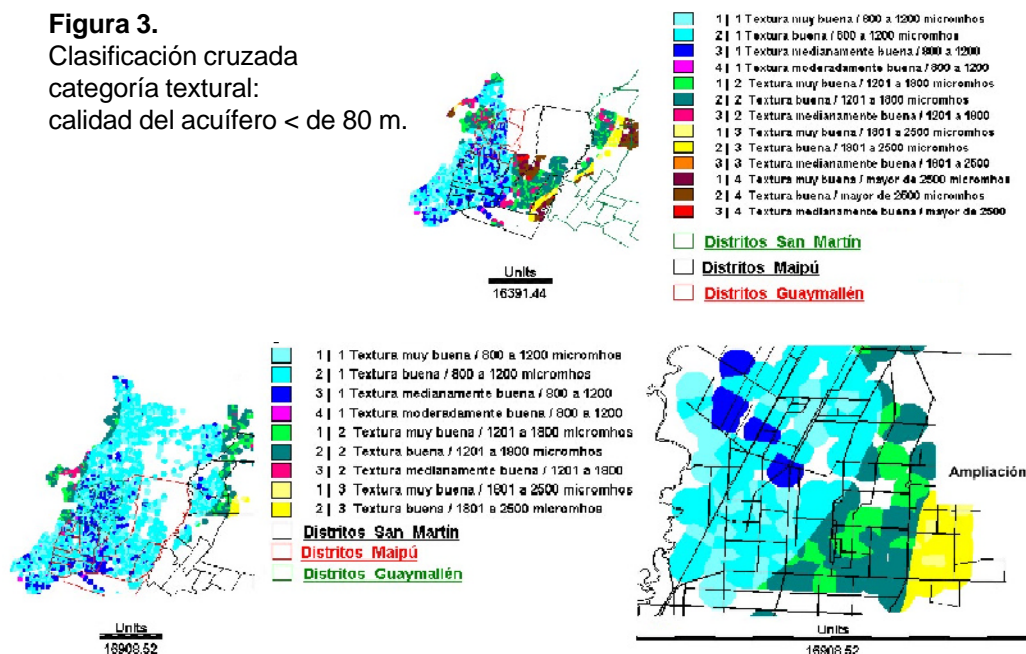 Figura 3.
Clasificación cruzada
categoría textural:
calidad del acuífero < de 80 m.
1 | 1 Textura muy buena / 800 a 1200 micromhos
2 | 1 Textura buena / 800 a 1200 micromhos
3 | 1 Textura medianamente buena / 800 a 1200
4 | 1 Textura moderadamente buena / 800 a 1200
1 | 2 Textura muy buena / 1201 a 1800 micromhos
2 | 2 Textura buena / 1201 a 1800 micromhos
3 | 2 Textura medianamente buena / 1201 a 1800
1 | 3 Textura muy buena / 1801 a 2500 micromhos
2 | 3 Textura buena / 1801 a 2500 micromhos
3 | 3 Textura medianamente buena / 1801 a 2500
1 | 4 Textura muy buena / mayor de 2500 micromhos
2 | 4 Textura buena / mayor de 2500 micromhos
3 | 4 Textura medianamente buena / mayor de 2500
Distritos San Martín
Distritos Maipú
Distritos Guaymallén
Units
16391.44
1 | 1 Textura muy buena / 800 a 1200 micromhos
2 | 1 Textura buena / 800 a 1200 micromhos
3 | 1 Textura medianamente buena / 800 a 1200
4 | 1 Textura moderadamente buena / 800 a 1200
1 | 2 Textura muy buena / 1201 a 1800 micromhos
2 | 2 Textura buena / 1201 a 1800 micromhos
3 | 2 Textura medianamente buena / 1201 a 1800
1 | 3 Textura muy buena / 1801 a 2500 micromhos
2 | 3 Textura buena / 1801 a 2500 micromhos
Distritos San Martín
Distritos Maipú
Distritos Guaymallén
Units
16908.52
Ampliación
Units
16908.52